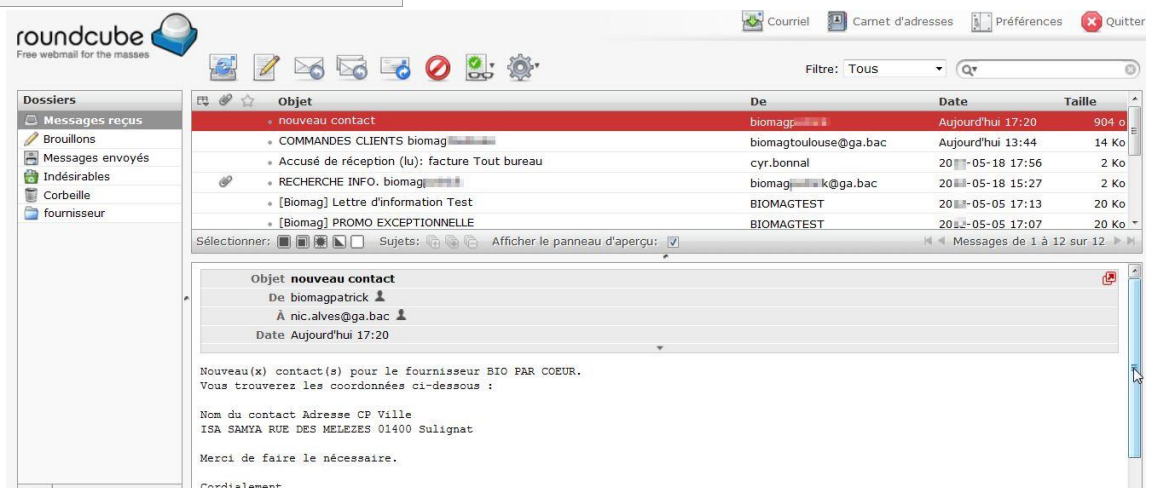 roundcube
Free webmail for the masses
Courriel Carnet d'adresses Préférences Quitter
Filtre: Tous
Dossiers
Messages reçus
Brouillons
Messages envoyés
Indésirables
Corbeille
fournisseur
Objet De Date Taille
nouveau contact biomagp Aujourd'hui 17:20 904 o
COMMANDES CLIENTS biomag biomagtoulouse@ga.bac Aujourd'hui 13:44 14 Ko
Accusé de réception (lu): facture Tout bureau cyr.bonnal 20 -05-18 17:56 2 Ko
RECHERCHE INFO. biomag biomag k@ga.bac 20 -05-18 15:27 2 Ko
[Biomag] Lettre d'information Test BIOMAGTEST 20 -05-05 17:13 20 Ko
[Biomag] PROMO EXCEPTIONNELLE BIOMAGTEST 20 -05-05 17:07 20 Ko
Sélectionner: Sujets: Afficher le panneau d'aperçu: Messages de 1 à 12 sur 12
Objet nouveau contact
De biomagpatrick
À nic.alves@ga.bac
Date Aujourd'hui 17:20
Nouveau(x) contact(s) pour le fournisseur BIO PAR COEUR.
Vous trouverez les coordonnées ci-dessous :
Nom du contact Adresse CP Ville
ISA SAMYA RUE DES MELEZES 01400 Sulignat
Merci de faire le nécessaire.
Cordialement